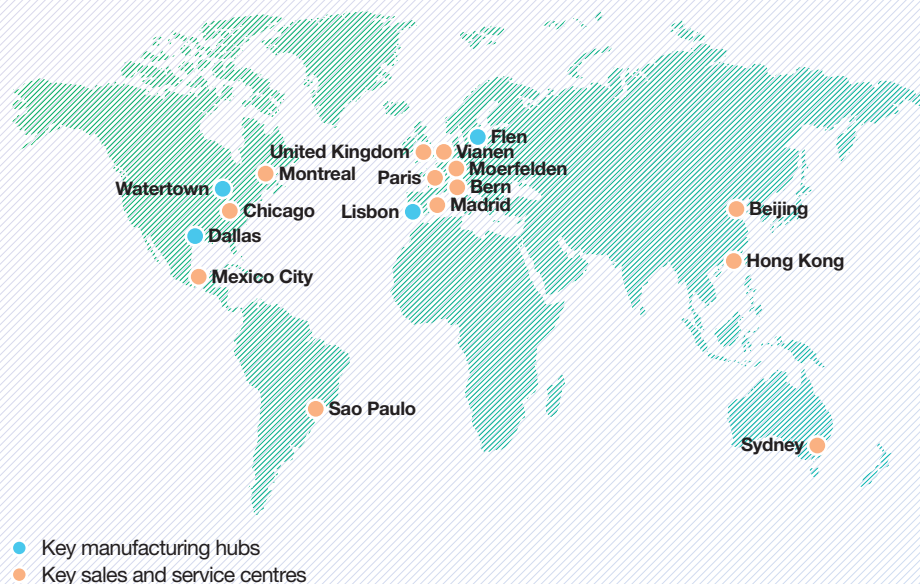 Flen
United Kingdom
Vianen
Moerfelden
Montreal
Paris
Bern
Watertown
Madrid
Chicago
Lisbon
Beijing
Dallas
Hong Kong
Mexico City
Sao Paulo
Sydney
Key manufacturing hubs
Key sales and service centres